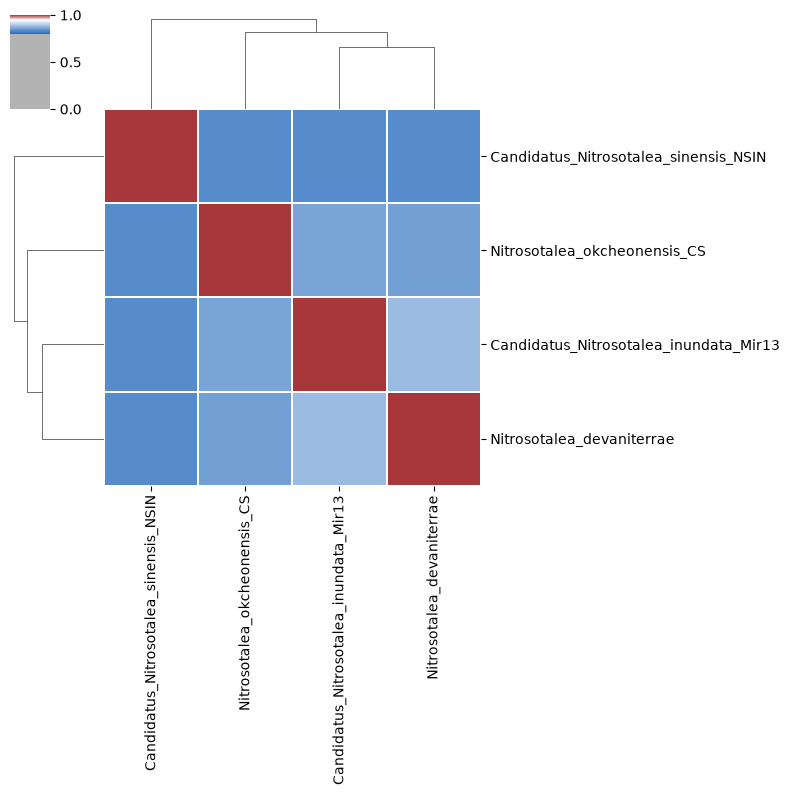 1.0
0.5
0.0
Candidatus_Nitrosotalea_sinensis_NSIN
Nitrosotalea_okcheonensis_CS
Candidatus_Nitrosotalea_inundata_Mir13
Nitrosotalea_devaniterrae
Candidatus_Nitrosotalea_sinensis_NSIN
Nitrosotalea_okcheonensis_CS
Candidatus_Nitrosotalea_inundata_Mir13
Nitrosotalea_devaniterrae